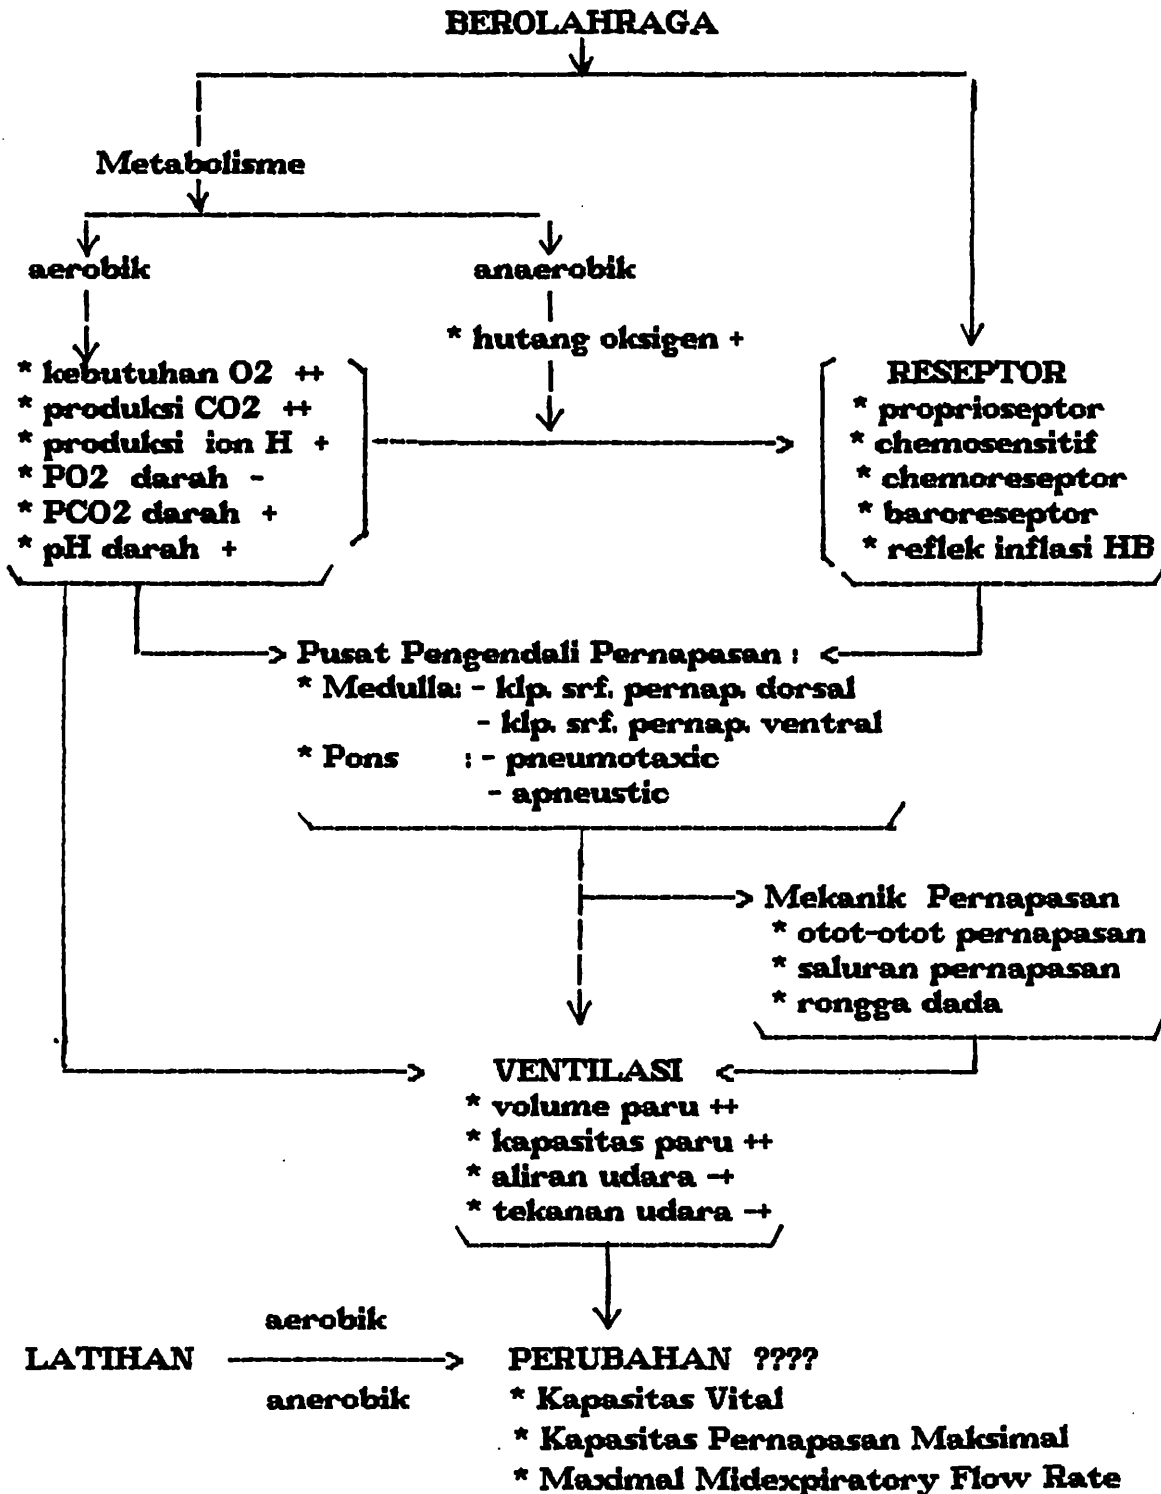 BEROLAHRAGA
Metabolisme
aerobik
anaerobik
* hutang oksigen +
* kebutuhan O2 ++
* produksi CO2 ++
* produksi ion H +
* PO2 darah -
* PCO2 darah +
* pH darah +
RESEPTOR
* proprioseptor
* chemosensitif
* chemoreseptor
* baroreseptor
* reflek inflasi HB
Pusat Pengendali Pernapasan :
* Medulla: - klp. srf. pernap. dorsal
- klp. srf. pernap. ventral
* Pons : - pneumotaxic
- apneustic
Mekanik Pernapasan
* otot-otot pernapasan
* saluran pernapasan
* rongga dada
VENTILASI
* volume paru ++
* kapasitas paru ++
* aliran udara -+
* tekanan udara -+
aerobik
LATIHAN
anerobik
PERUBAHAN ????
* Kapasitas Vital
* Kapasitas Pernapasan Maksimal
* Maximal Midexpiratory Flow Rate